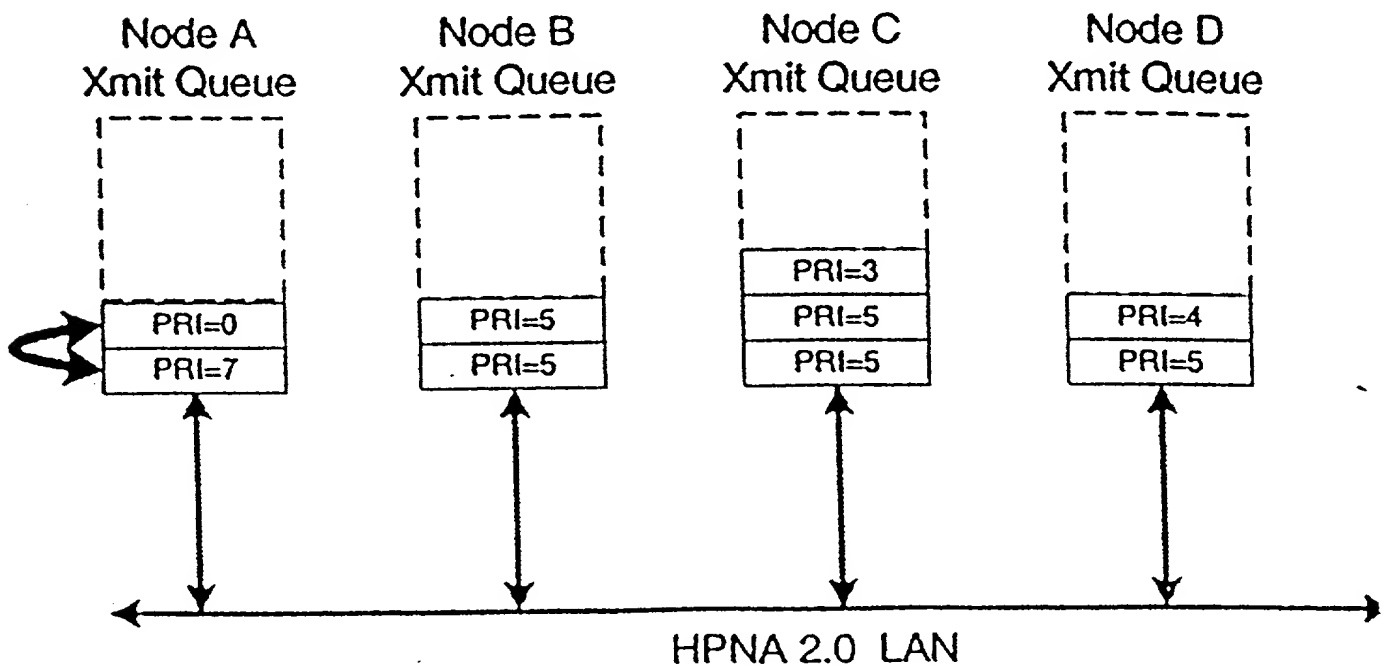 Node A
Xmit Queue
Node B
Xmit Queue
Node C
Xmit Queue
Node D
Xmit Queue
PRI=0
PRI=7
PRI=5
PRI=5
PRI=3
PRI=5
PRI=5
PRI=4
PRI=5
HPNA 2.0 LAN